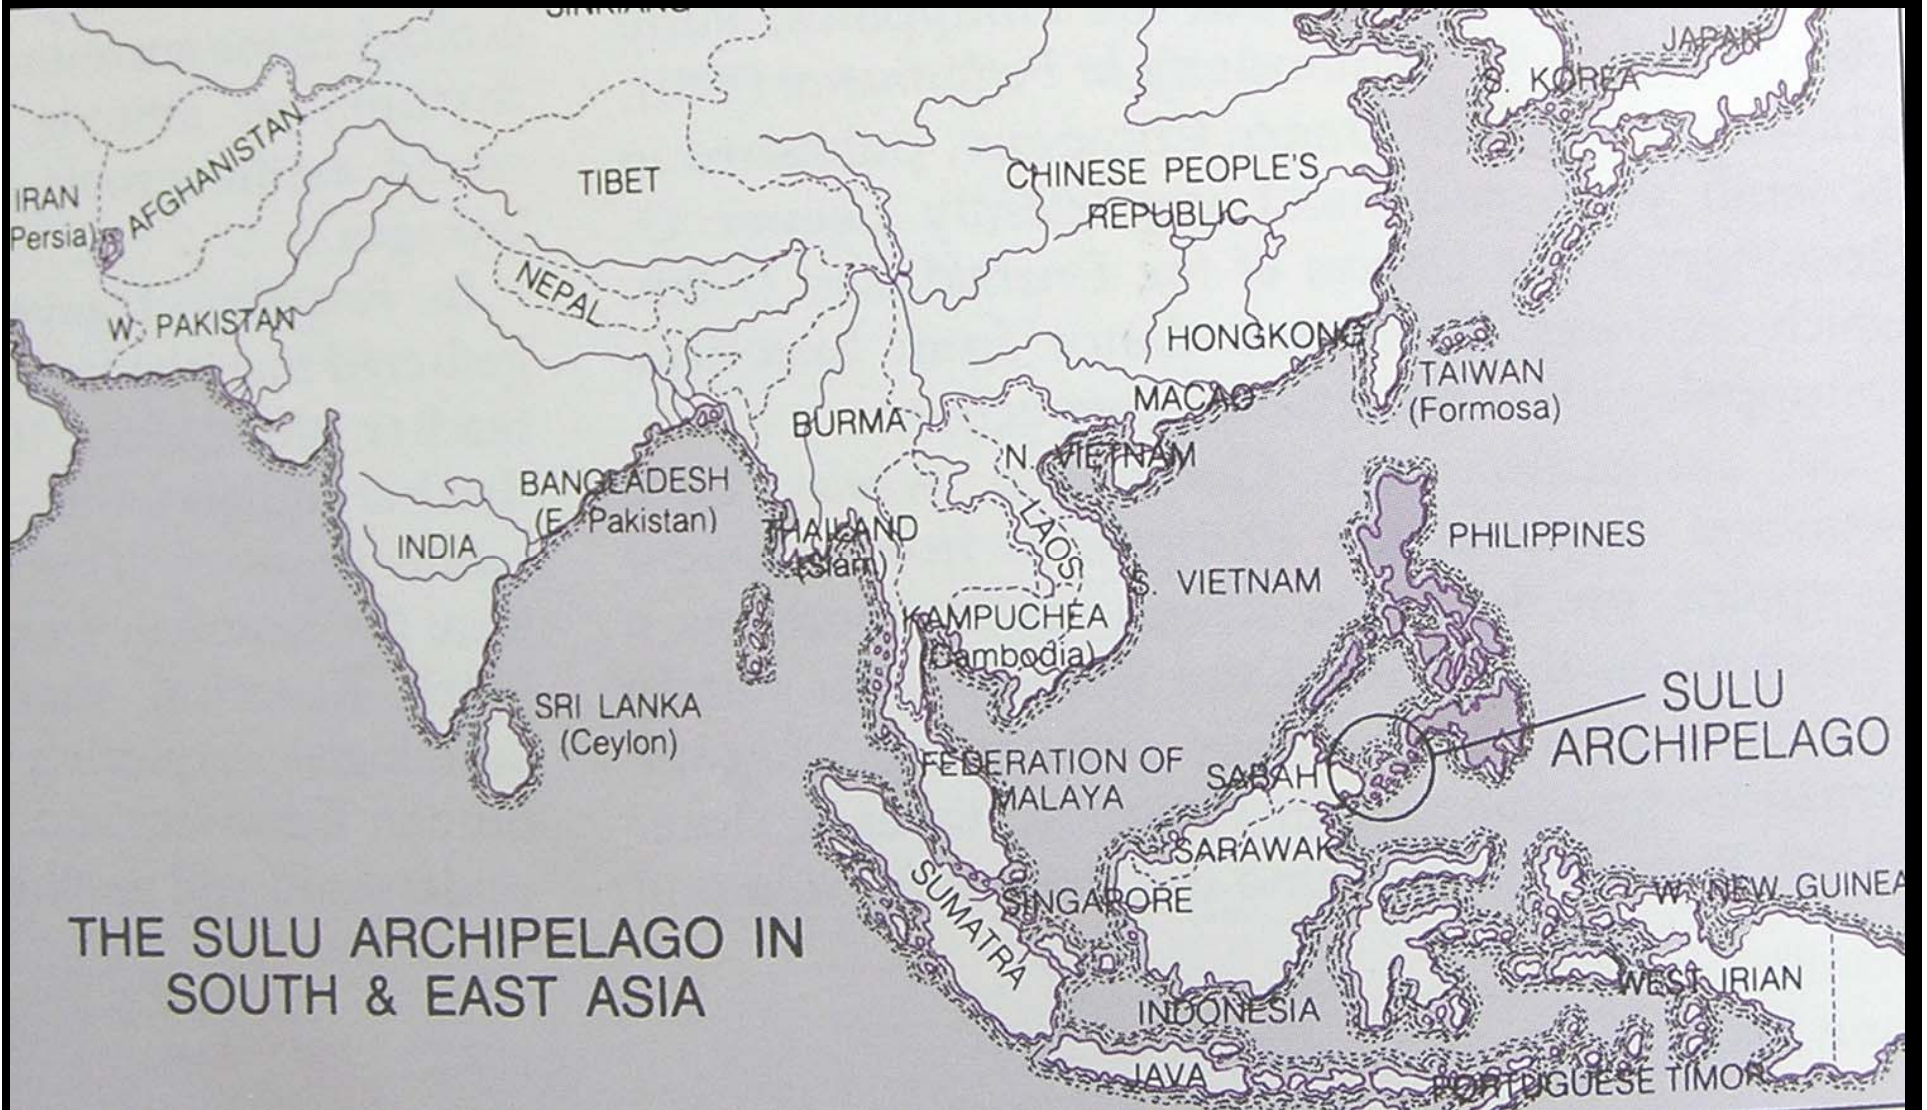 SINKIANG
JAPAN
S. KOREA
AFGHANISTAN
TIBET
CHINESE PEOPLE'S
REPUBLIC
IRAN
Persia)
NEPAL
W. PAKISTAN
HONGKONG
TAIWAN
(Formosa)
MACAO
BURMA
N. VIETNAM
BANGLADESH
(E. Pakistan)
THAILAND
(Siam)
LAOS
INDIA
PHILIPPINES
S. VIETNAM
KAMPUCHEA
(Cambodia)
SRI LANKA
(Ceylon)
SULU
ARCHIPELAGO
FEDERATION OF
MALAYA
SABAH
SARAWAK
SINGAPORE
SUMATRA
W. NEW GUINEA
THE SULU ARCHIPELAGO IN
SOUTH & EAST ASIA
WEST IRIAN
INDONESIA
JAVA
PORTUGUESE TIMOR